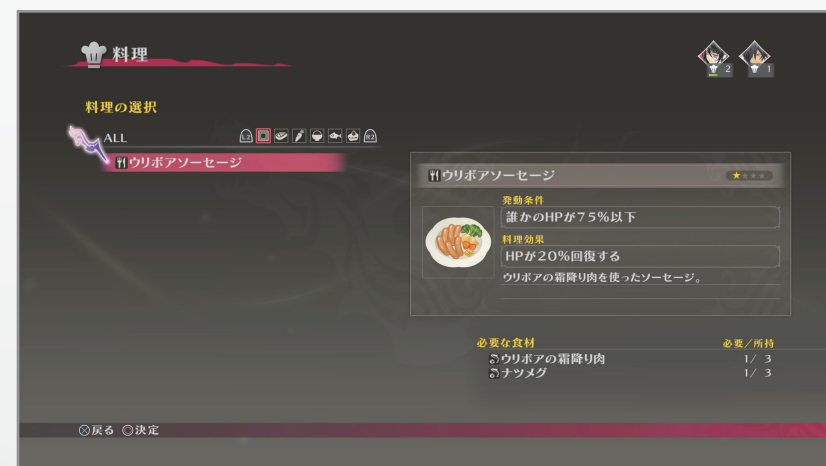 料理
2 1
料理の選択
ALL
L2 R2
ウリボアソーセージ
ウリボアソーセージ
発動条件
誰かのHPが75%以下
料理効果
HPが20%回復する
ウリボアの霜降り肉を使ったソーセージ。
必要な食材 必要/所持
ウリボアの霜降り肉 1/ 3
ナツメグ 1/ 3
戻る 決定